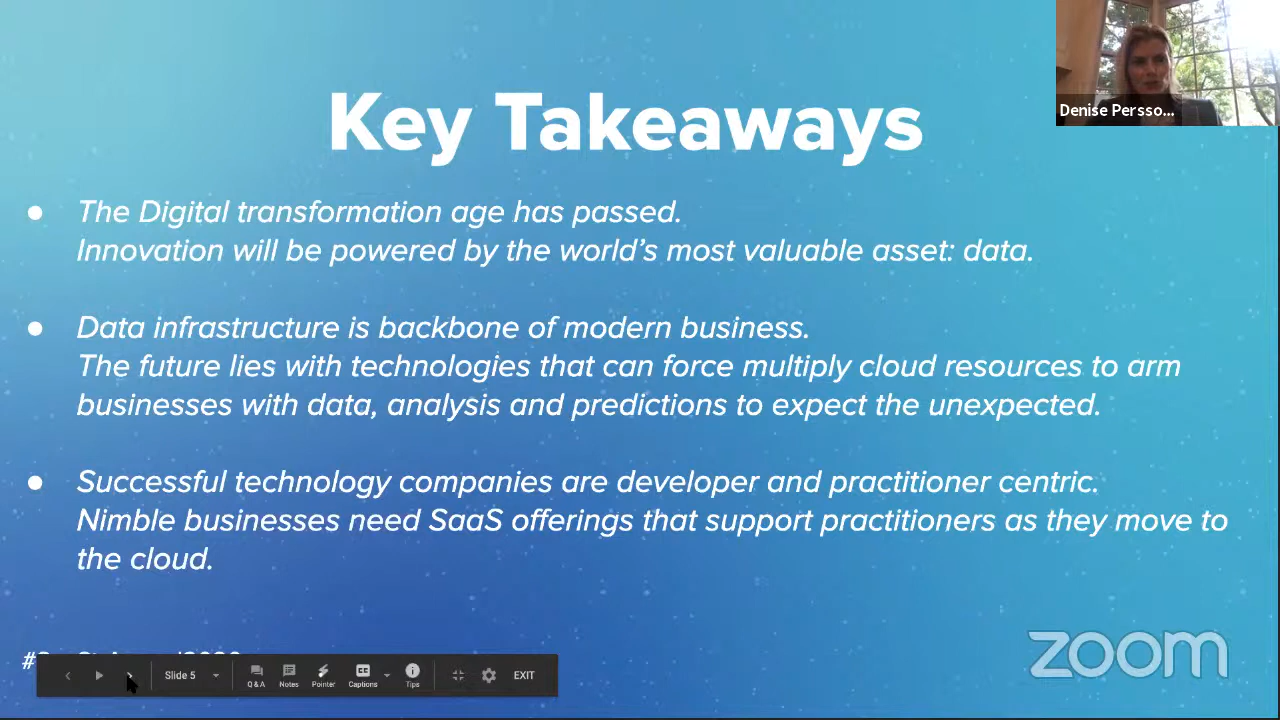 Denise Persso...
Key Takeaways
● The Digital transformation age has passed.
Innovation will be powered by the world's most valuable asset: data.
● Data infrastructure is backbone of modern business.
The future lies with technologies that can force multiply cloud resources to arm
businesses with data, analysis and predictions to expect the unexpected.
● Successful technology companies are developer and practitioner centric.
Nimble businesses need SaaS offerings that support practitioners as they move to
the cloud.
zoom
Slide 5
Q & A
Notes
Pointer
CC
Captions
Tips
EXIT